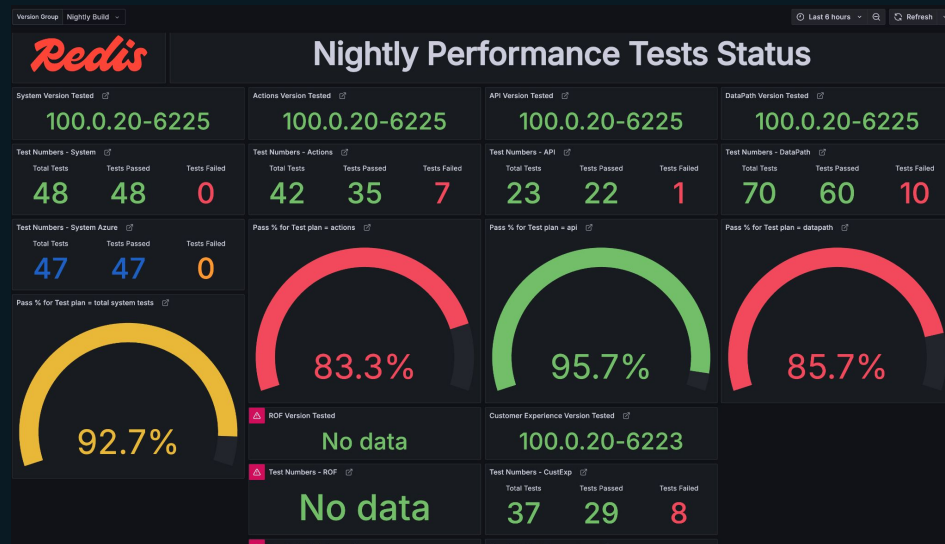 Version Group Nightly Build
Last 6 hours Refresh
Redis
Nightly Performance Tests Status
System Version Tested
100.0.20-6225
Actions Version Tested
100.0.20-6225
API Version Tested
100.0.20-6225
DataPath Version Tested
100.0.20-6225
Test Numbers - System
Total Tests Tests Passed Tests Failed
48 48 0
Test Numbers - Actions
Total Tests Tests Passed Tests Failed
42 35 7
Test Numbers - API
Total Tests Tests Passed Tests Failed
23 22 1
Test Numbers - DataPath
Total Tests Tests Passed Tests Failed
70 60 10
Test Numbers - System Azure
Total Tests Tests Passed Tests Failed
47 47 0
Pass % for Test plan = actions
83.3%
Pass % for Test plan = api
95.7%
Pass % for Test plan = datapath
85.7%
Pass % for Test plan = total system tests
92.7%
ROF Version Tested
No data
Customer Experience Version Tested
100.0.20-6223
Test Numbers - ROF
No data
Test Numbers - CustExp
Total Tests Tests Passed Tests Failed
37 29 8